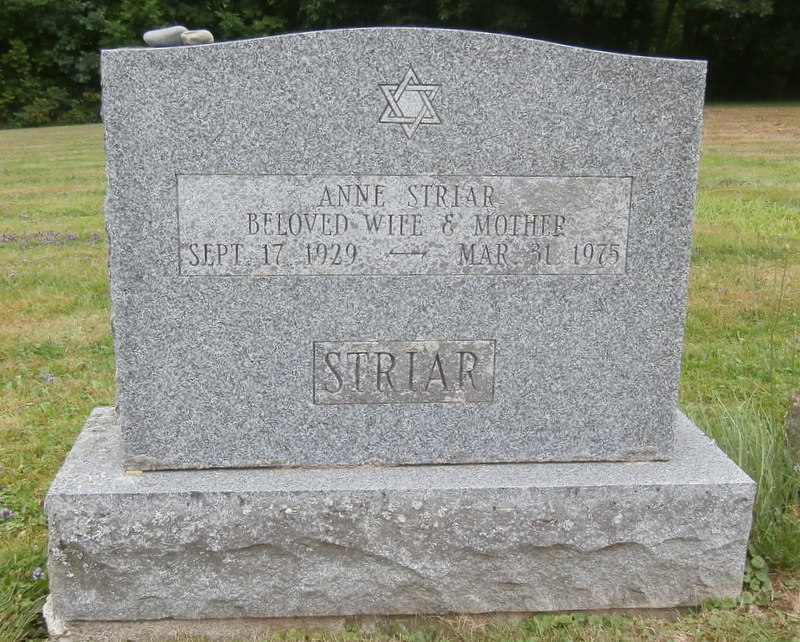 ANNE STRIAR
BELOVED WIFE & MOTHER
SEPT. 17 1929 — MAR. 31 1975
STRIAR